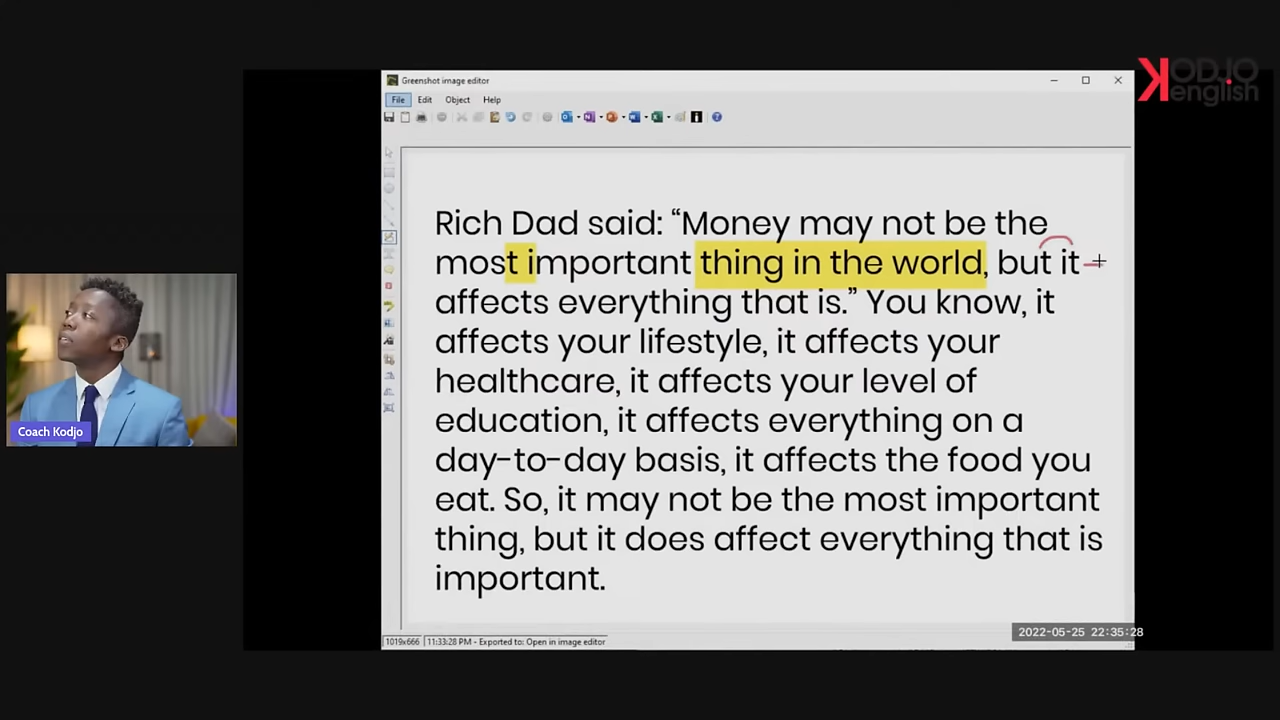 KODJO
english
Greenshot image editor
File Edit Object Help
Rich Dad said: “Money may not be the
most important thing in the world, but it
affects everything that is.” You know, it
affects your lifestyle, it affects your
healthcare, it affects your level of
education, it affects everything on a
day-to-day basis, it affects the food you
eat. So, it may not be the most important
thing, but it does affect everything that is
important.
Coach Kodjo
2022-05-25 22:35:28
1019x666 11:33:28 PM - Exported to: Open in image editor